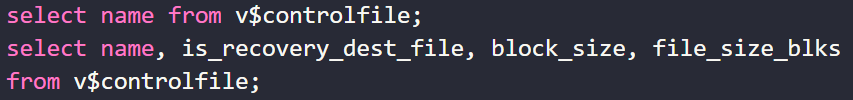 select name from v$controlfile;
select name, is_recovery_dest_file, block_size, file_size_blks
from v$controlfile;